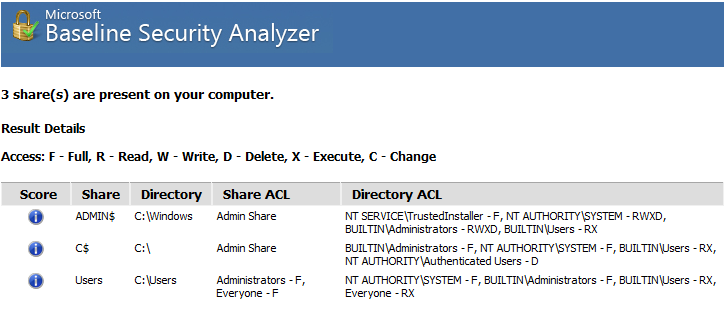 Microsoft
Baseline Security Analyzer
3 share(s) are present on your computer.
Result Details
Access: F - Full, R - Read, W - Write, D - Delete, X - Execute, C - Change
Score Share Directory Share ACL Directory ACL
ADMIN$ C:\Windows Admin Share NT SERVICE\TrustedInstaller - F, NT AUTHORITY\SYSTEM - RWXD,
BUILTIN\Administrators - RWXD, BUILTIN\Users - RX
C$ C:\ Admin Share BUILTIN\Administrators - F, NT AUTHORITY\SYSTEM - F, BUILTIN\Users - RX,
NT AUTHORITY\Authenticated Users - D
Users C:\Users Administrators - F, NT AUTHORITY\SYSTEM - F, BUILTIN\Administrators - F, BUILTIN\Users - RX,
Everyone - F Everyone - RX